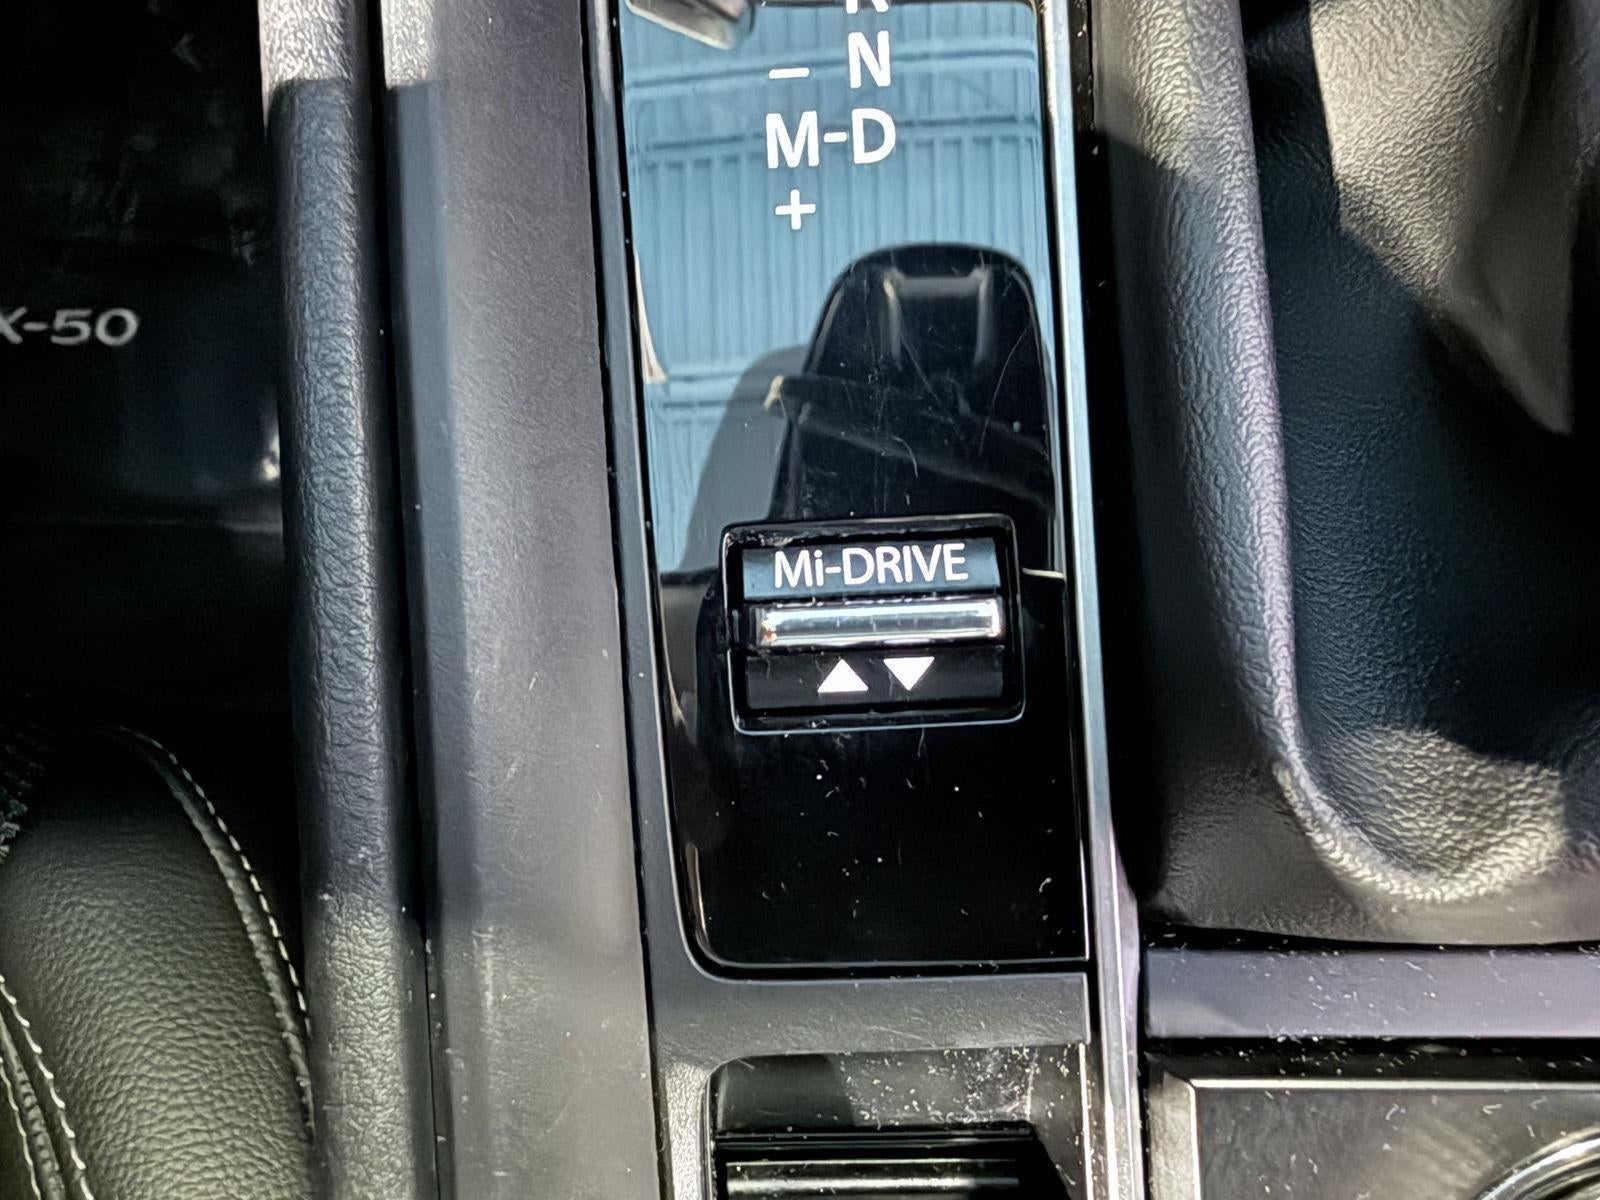 N
-
M-D
+
X-50
Mi-DRIVE